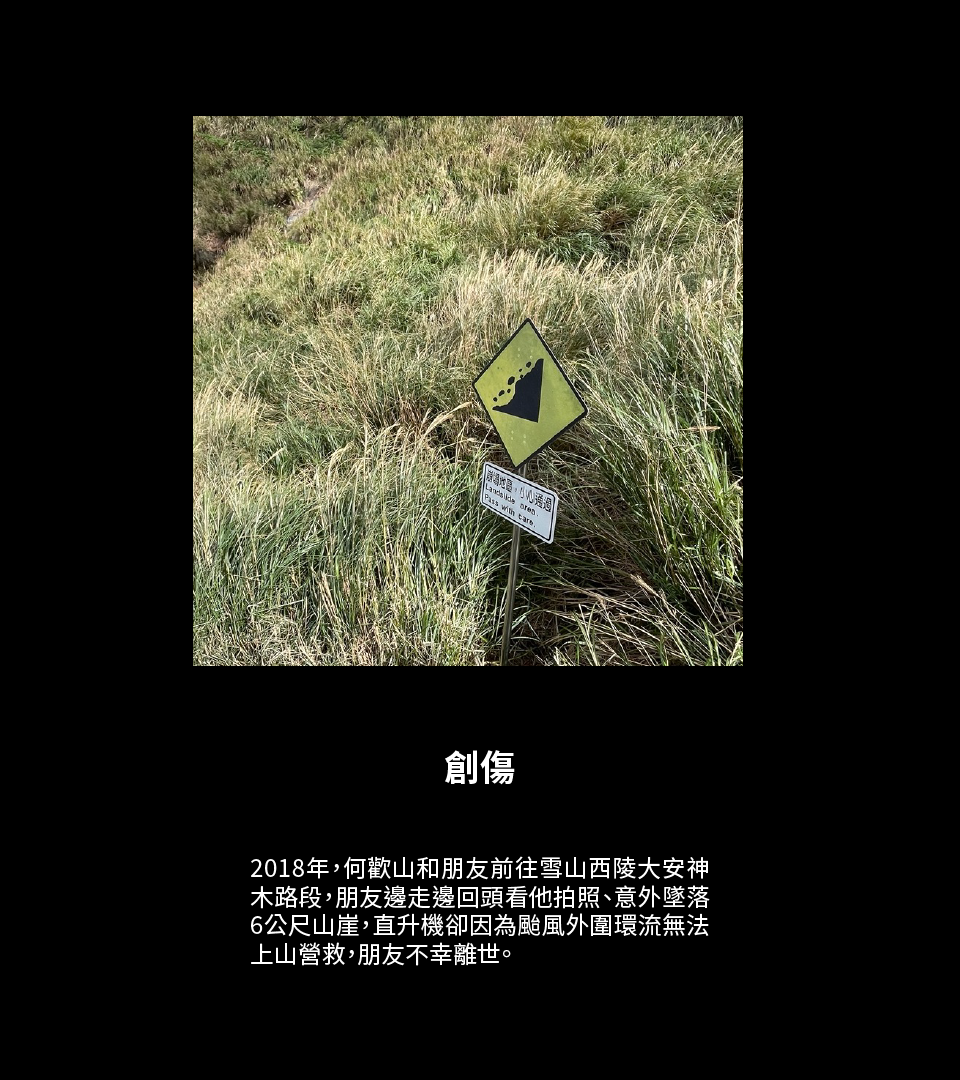 崩塌地區，小心通過
Landslide area.
Pass with care.
創傷
2018年，何歡山和朋友前往雪山西陵大安神
木路段，朋友邊走邊回頭看他拍照、意外墜落
6公尺山崖，直升機卻因為颱風外圍環流無法
上山營救，朋友不幸離世。